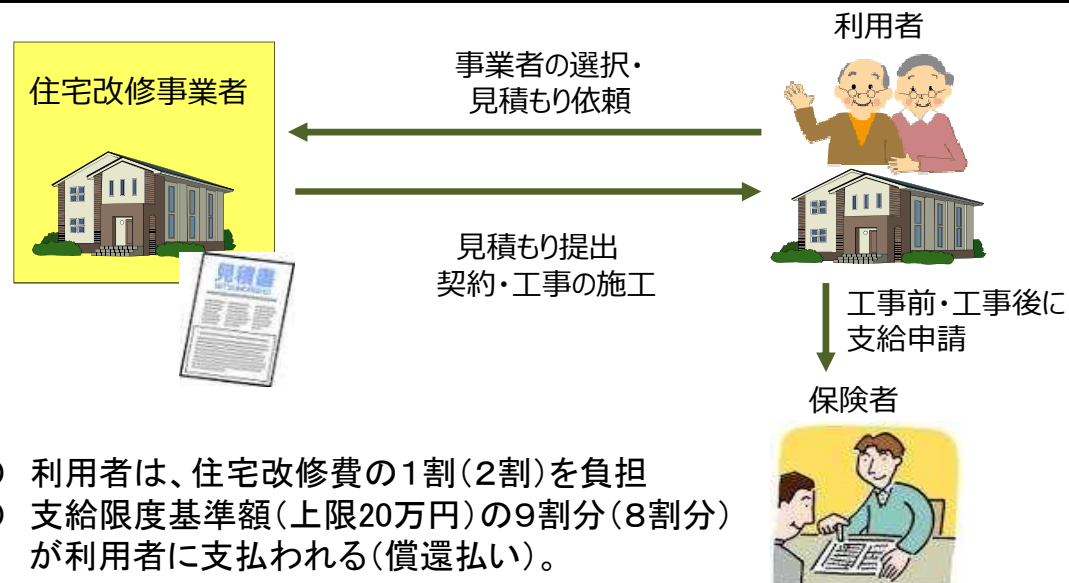 利用者
住宅改修事業者
事業者の選択・
見積もり依頼
見積もり提出
契約・工事の施工
見積書
工事前・工事後に
支給申請
保険者
利用者は、住宅改修費の１割(２割)を負担
支給限度基準額(上限20万円)の９割分(８割分)
が利用者に支払われる(償還払い)。